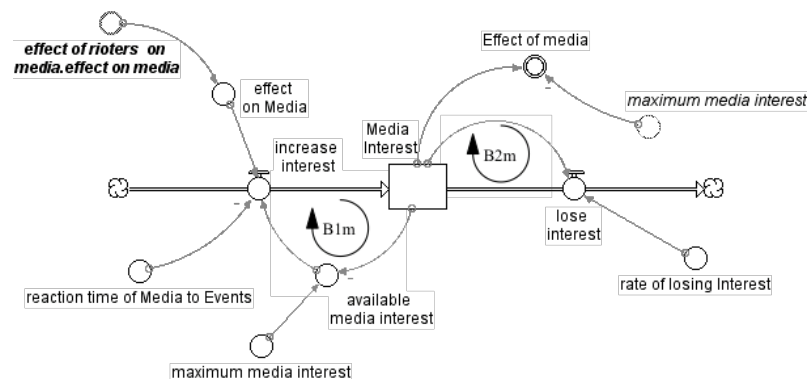 effect of rioters on
media.effect on media
effect
on Media
Effect of media
maximum media interest
increase
interest
Media
Interest
B2m
B1m
lose
interest
reaction time of Media to Events
available
media interest
rate of losing Interest
maximum media interest